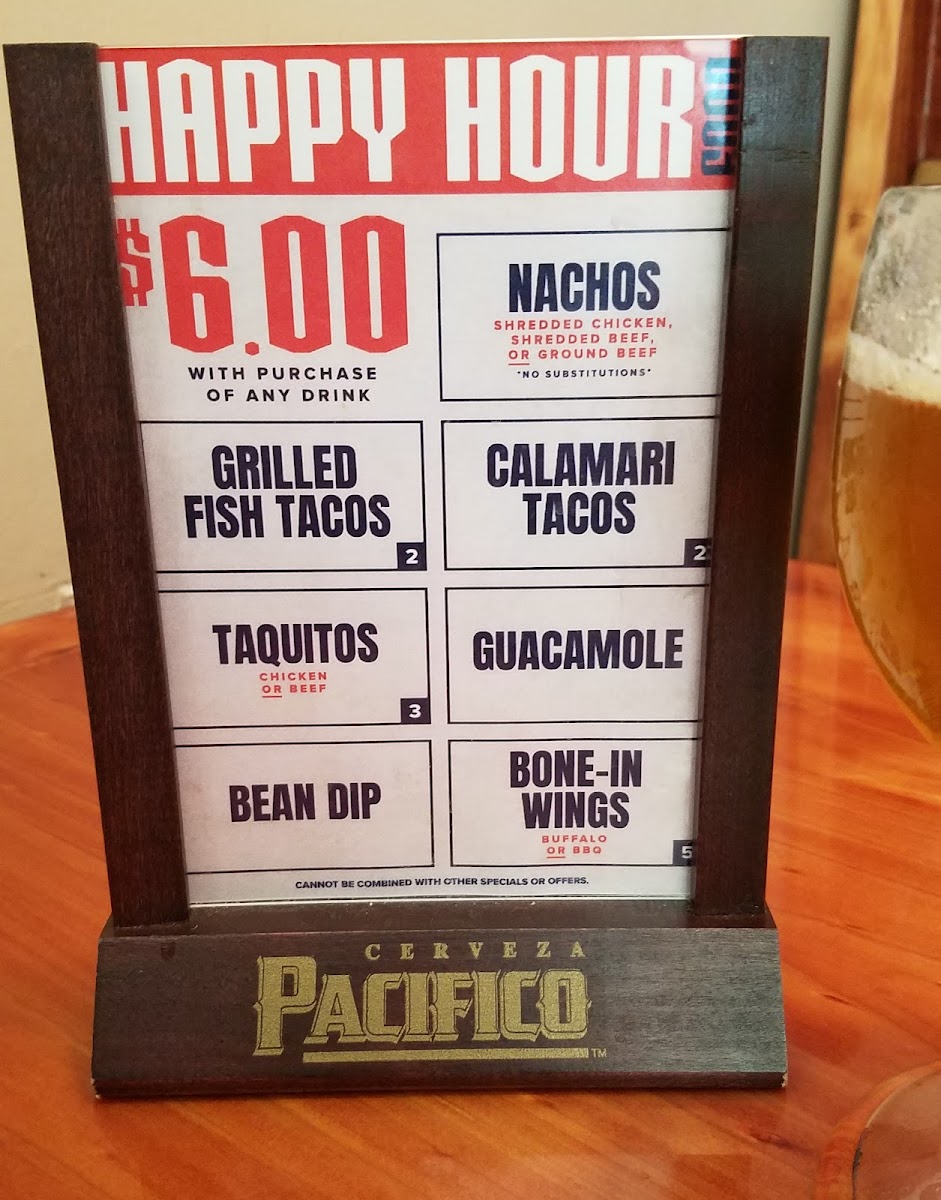 HAPPY HOUR
$6.00
WITH PURCHASE
OF ANY DRINK
NACHOS
SHREDDED CHICKEN,
SHREDDED BEEF,
OR GROUND BEEF
*NO SUBSTITUTIONS*
GRILLED
FISH TACOS
2
CALAMARI
TACOS
2
TAQUITOS
CHICKEN
OR BEEF
3
GUACAMOLE
BEAN DIP
BONE-IN
WINGS
BUFFALO
OR BBQ
5
CANNOT BE COMBINED WITH OTHER SPECIALS OR OFFERS.
CERVEZA
PACIFICO
TM